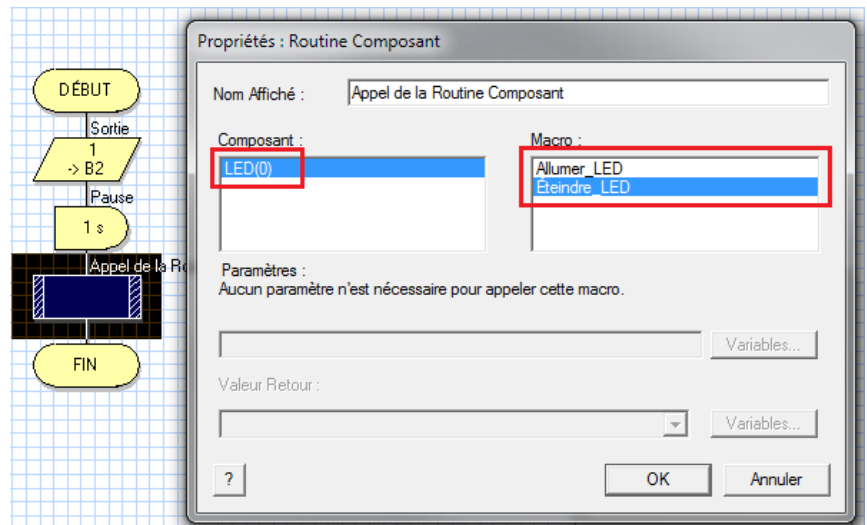 DÉBUT
Sortie
1
-> B2
Pause
1 s
Appel de la Ro
FIN
Propriétés : Routine Composant
Nom Affiché :
Appel de la Routine Composant
Composant :
LED(0)
Macro :
Allumer_LED
Éteindre_LED
Paramètres :
Aucun paramètre n'est nécessaire pour appeler cette macro.
Variables...
Valeur Retour :
Variables...
?
OK
Annuler